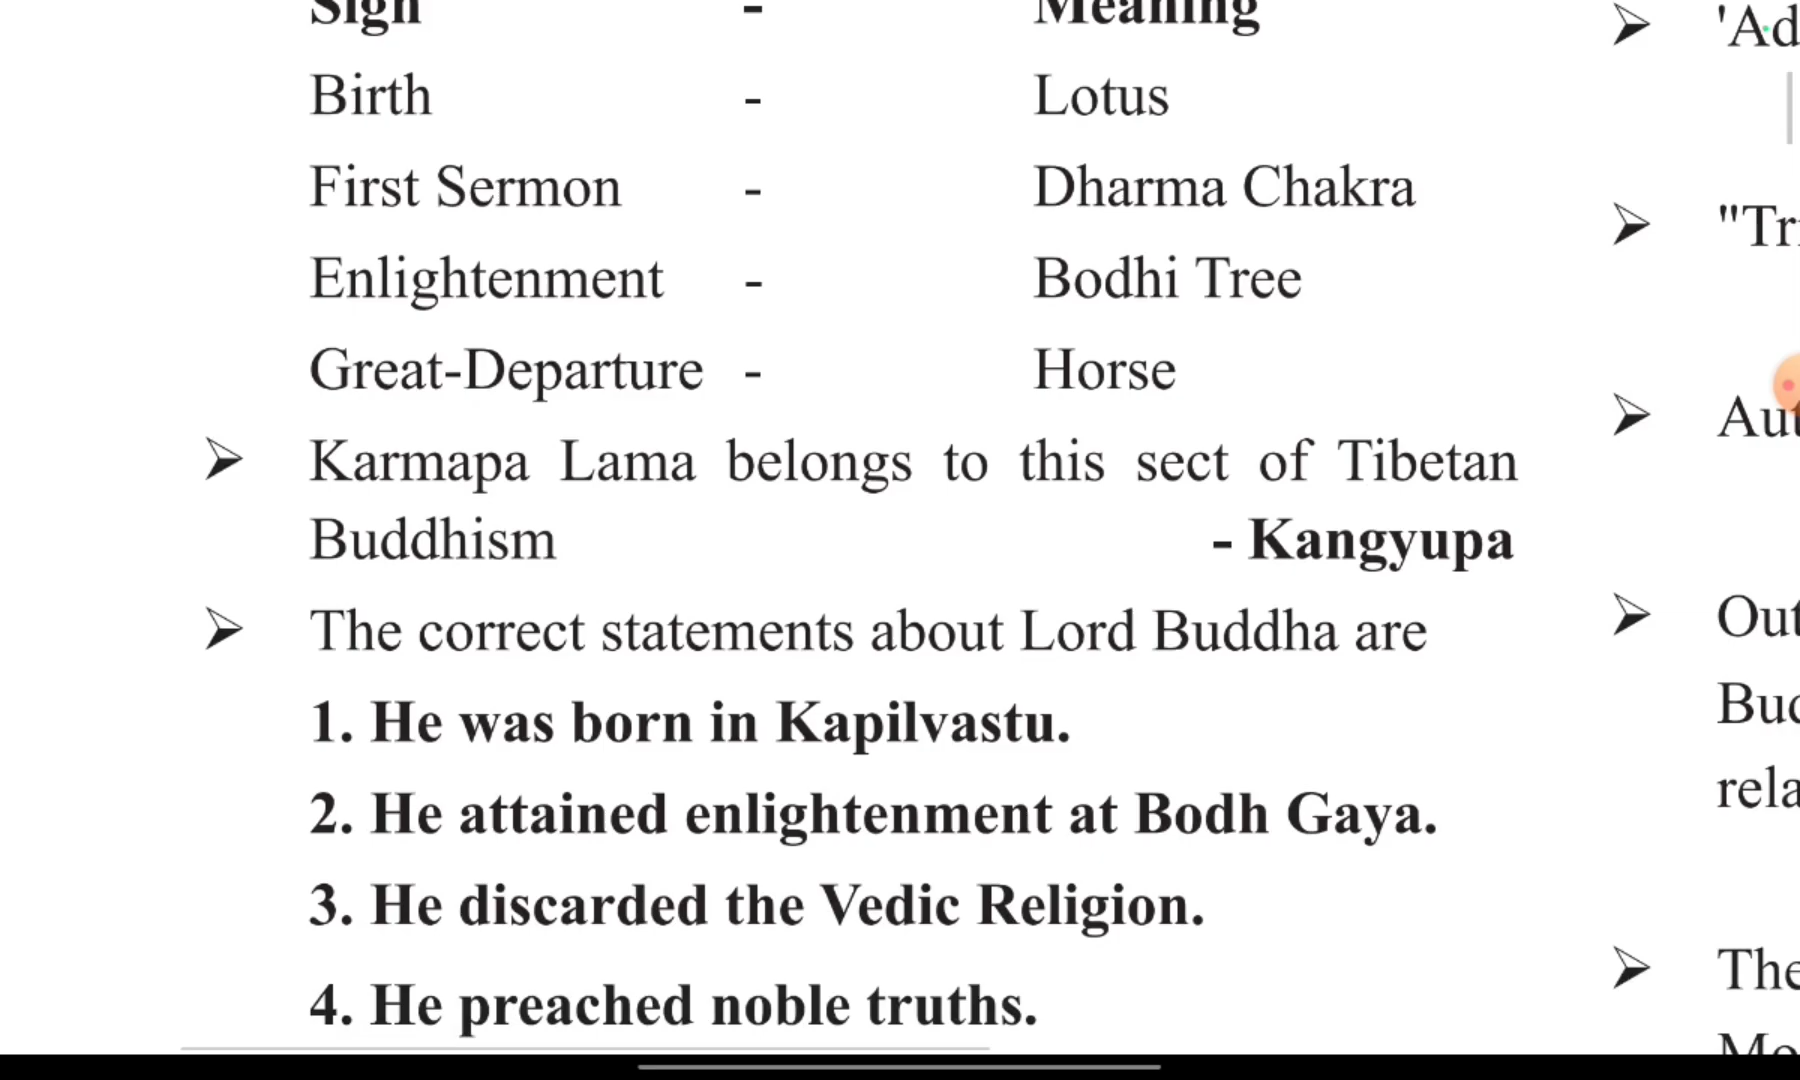 Sign - Meaning
Birth - Lotus
First Sermon - Dharma Chakra
Enlightenment - Bodhi Tree
Great-Departure - Horse
➢ Karmapa Lama belongs to this sect of Tibetan
Buddhism - Kangyupa
➢ The correct statements about Lord Buddha are
1. He was born in Kapilvastu.
2. He attained enlightenment at Bodh Gaya.
3. He discarded the Vedic Religion.
4. He preached noble truths.